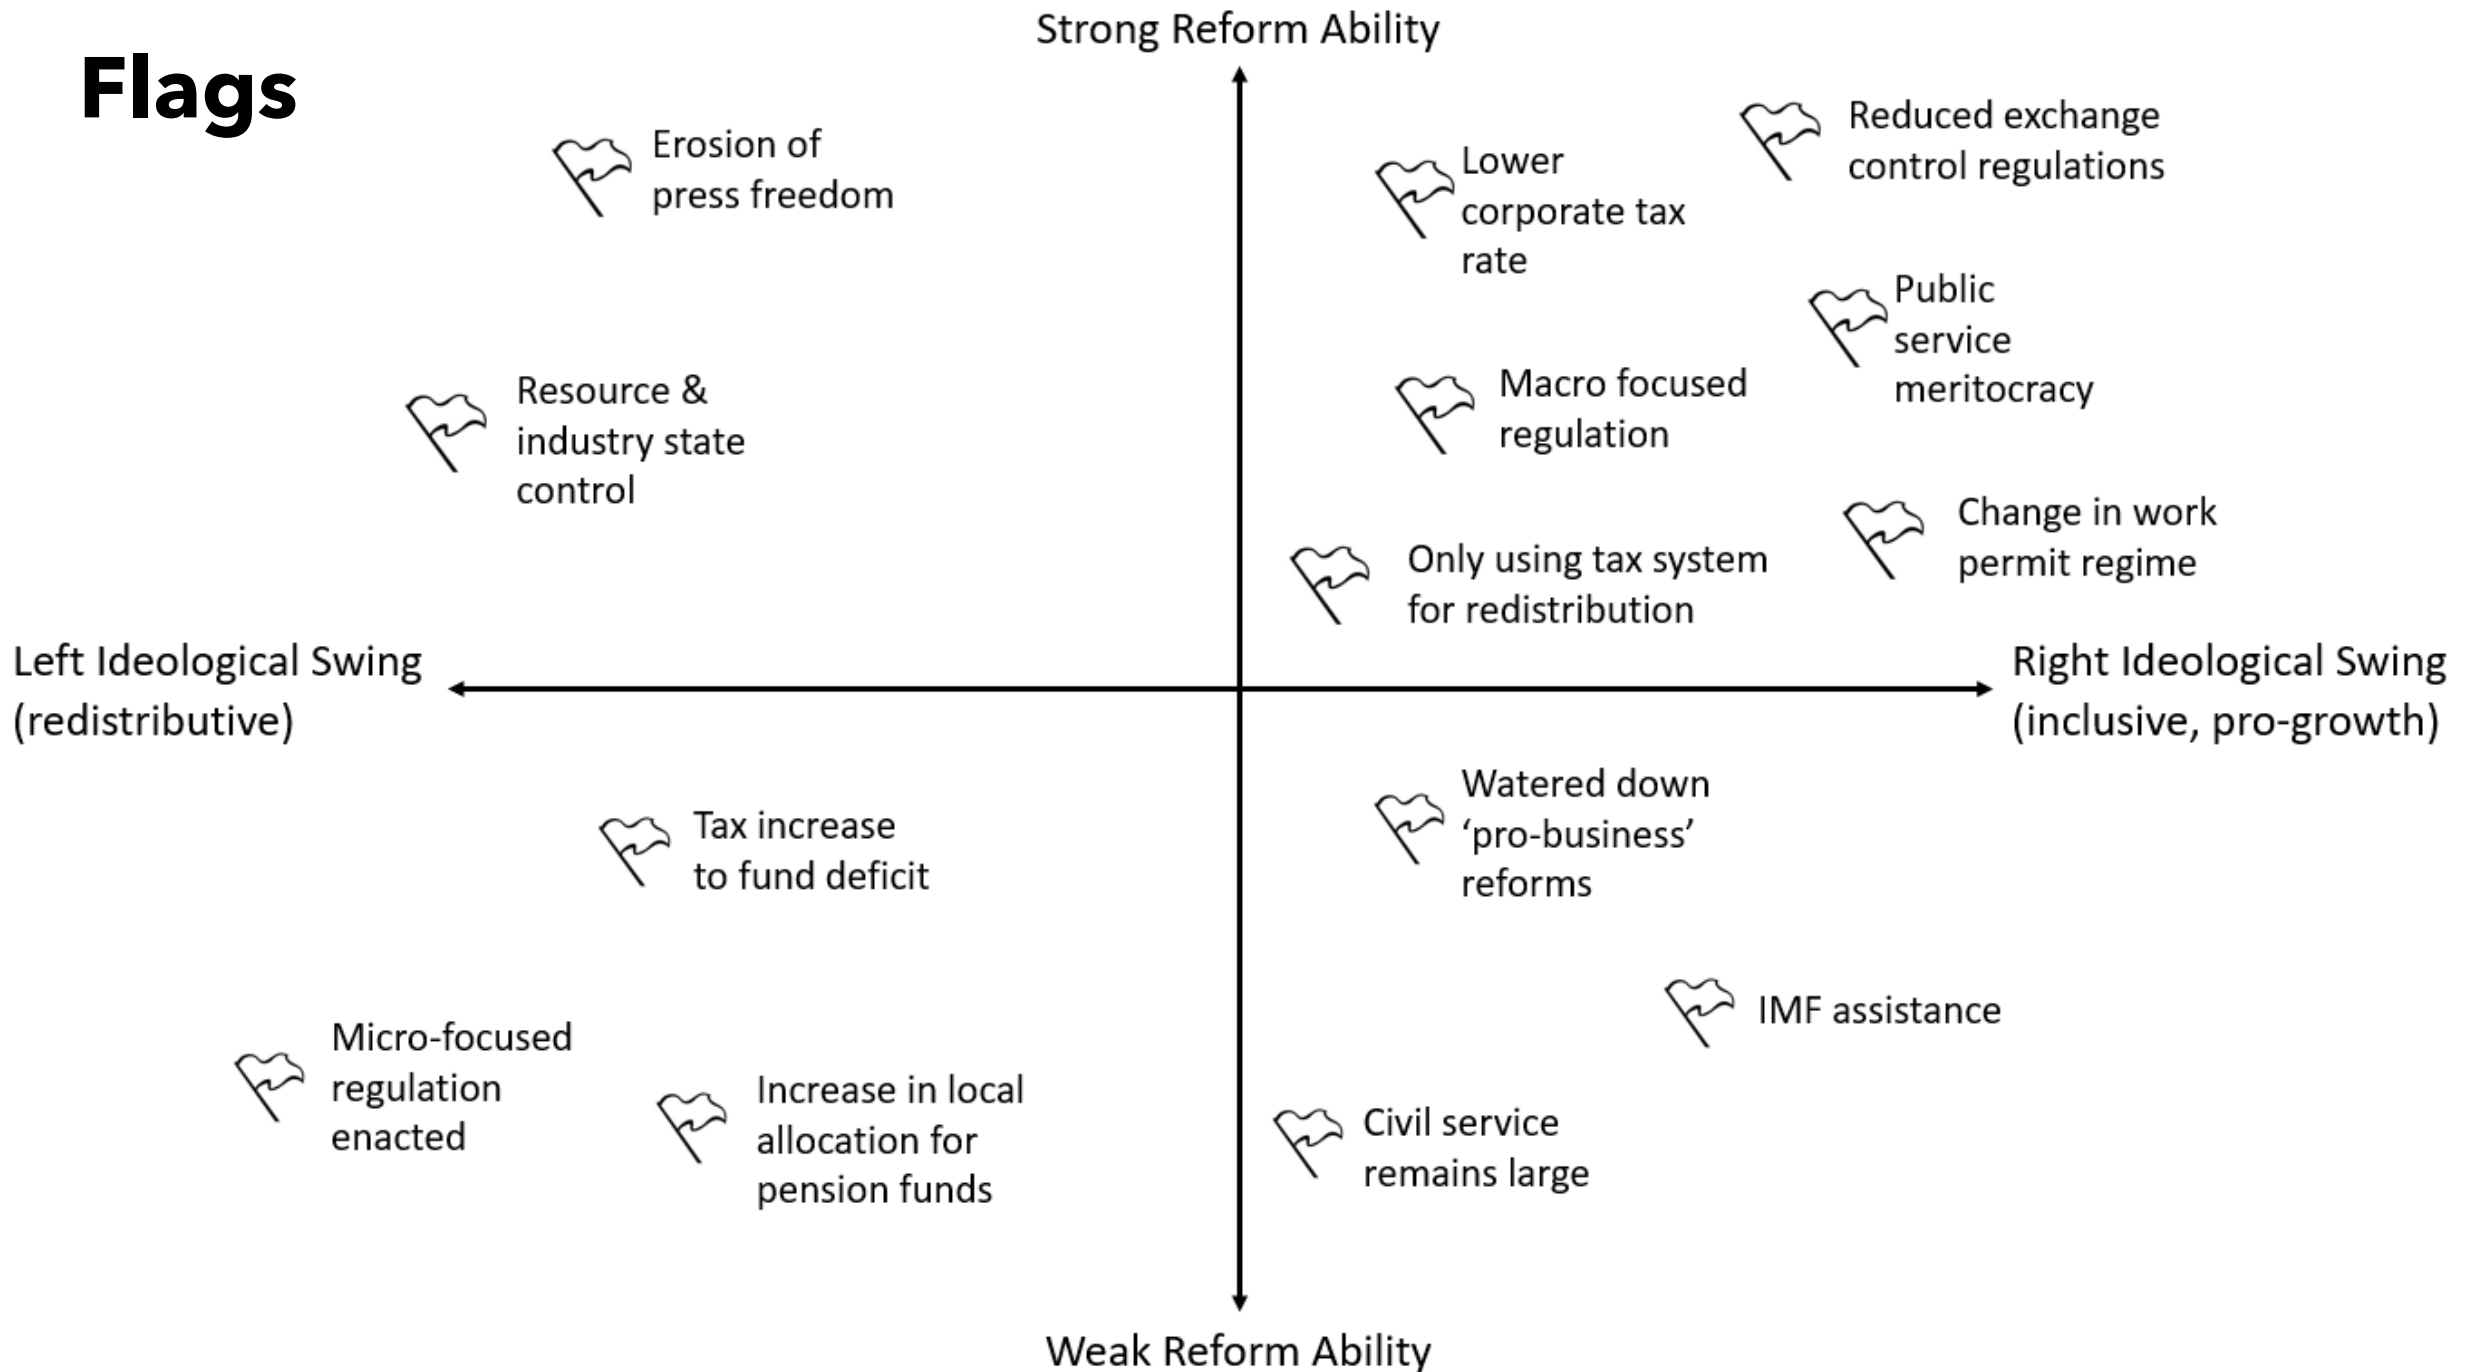 Flags
Strong Reform Ability
Erosion of
press freedom
Lower
corporate tax
rate
Reduced exchange
control regulations
Public
service
meritocracy
Resource &
industry state
control
Macro focused
regulation
Change in work
permit regime
Only using tax system
for redistribution
Left Ideological Swing
(redistributive)
Right Ideological Swing
(inclusive, pro-growth)
Tax increase
to fund deficit
Watered down
‘pro-business’
reforms
IMF assistance
Micro-focused
regulation
enacted
Increase in local
allocation for
pension funds
Civil service
remains large
Weak Reform Ability